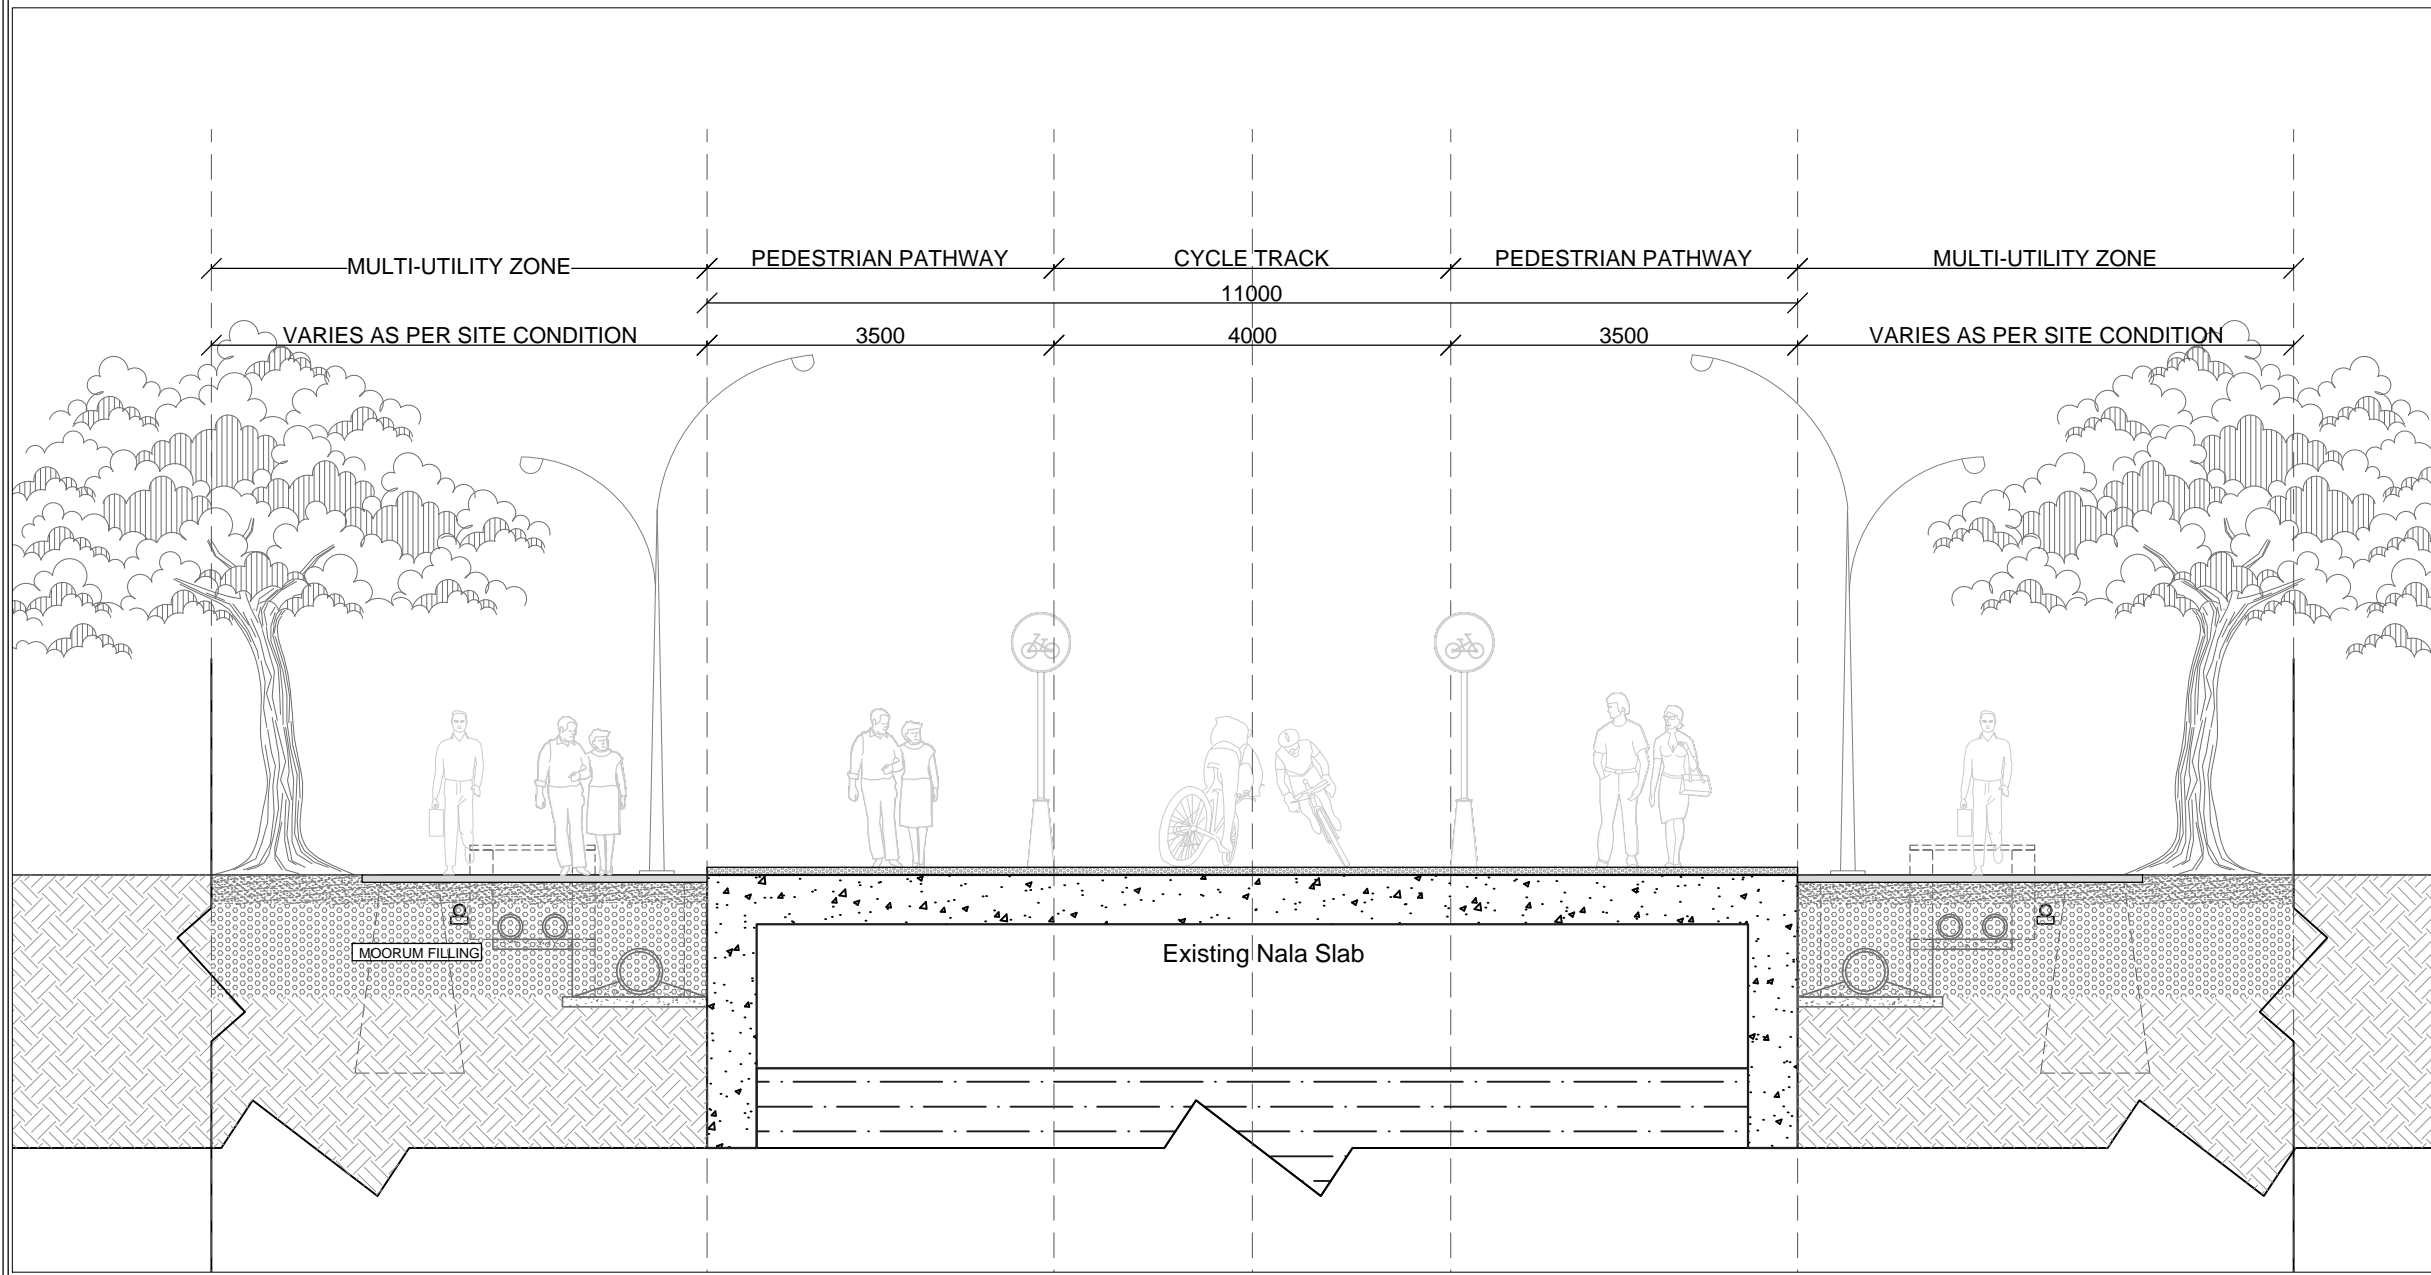 MULTI-UTILITY ZONE
PEDESTRIAN PATHWAY
CYCLE TRACK
PEDESTRIAN PATHWAY
MULTI-UTILITY ZONE
11000
VARIES AS PER SITE CONDITION
3500
4000
3500
VARIES AS PER SITE CONDITION
MOORUM FILLING
Existing Nala Slab